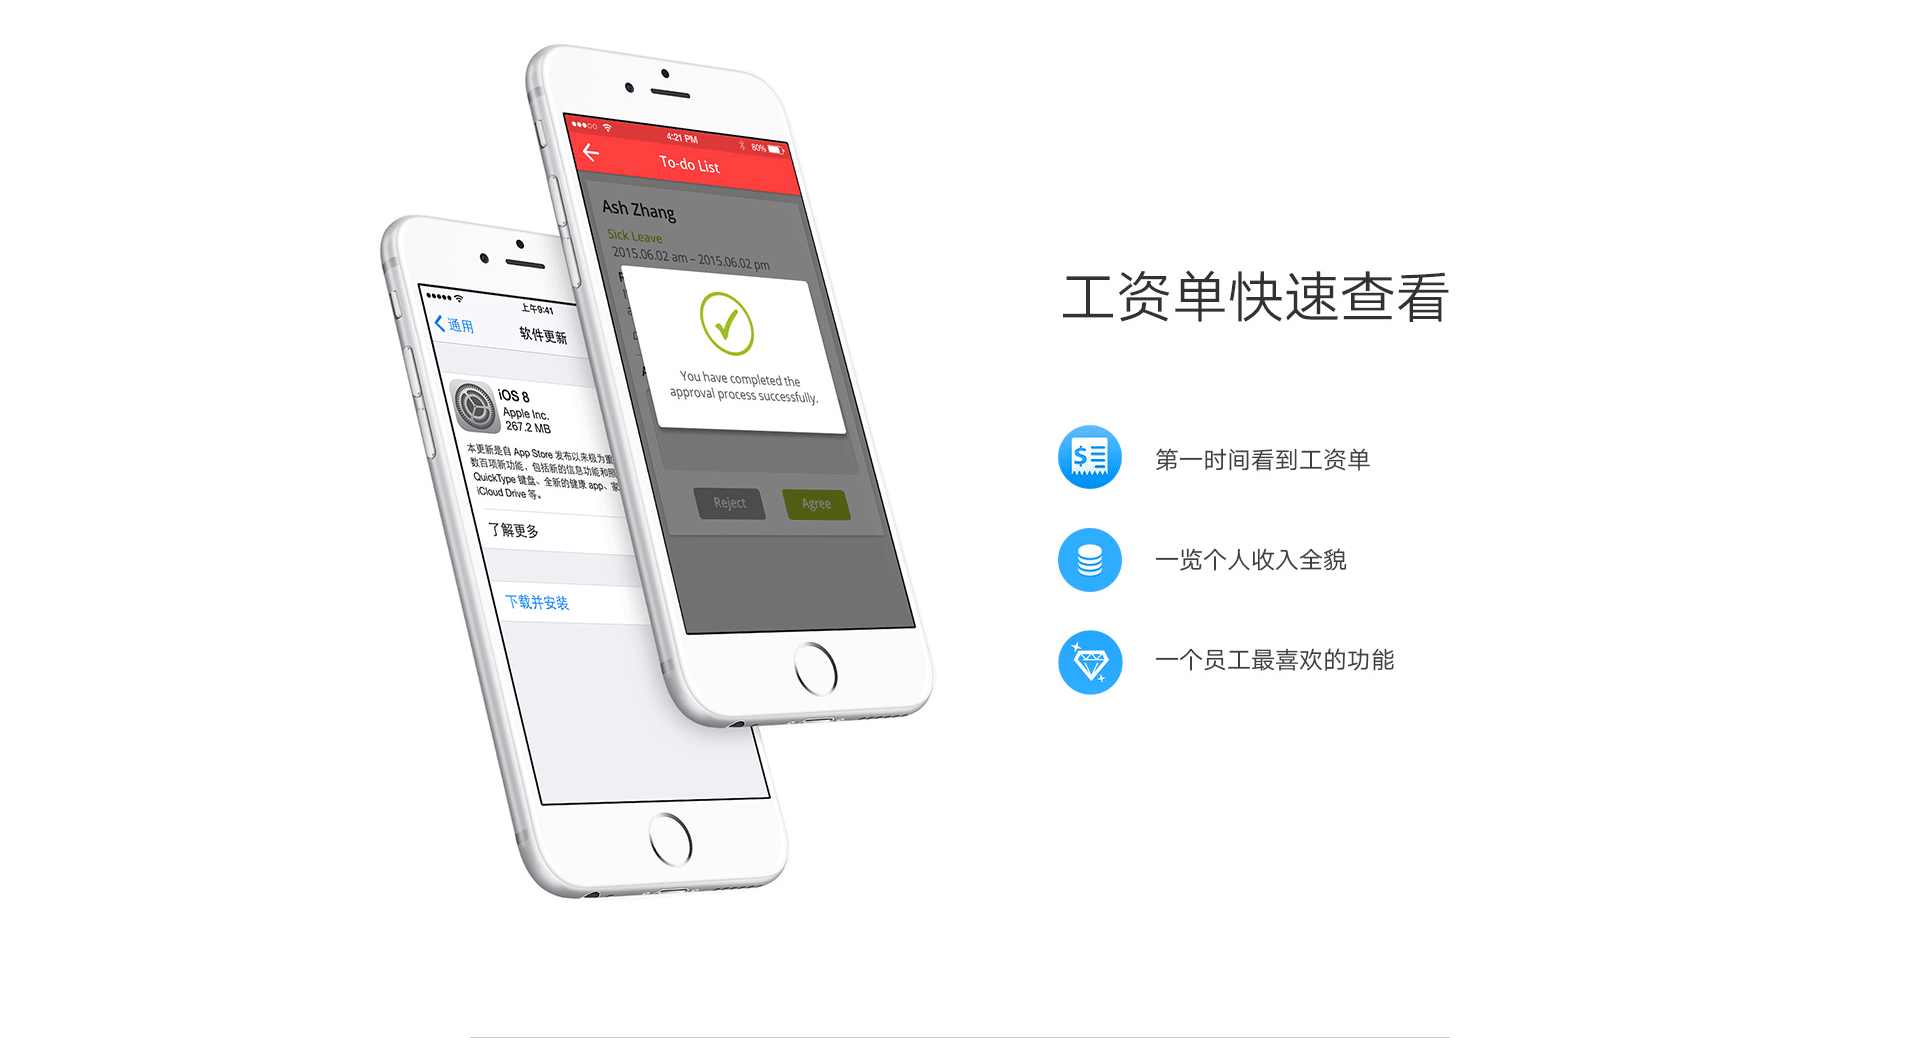 4:21 PM
80%
To-do List
Ash Zhang
Sick Leave
2015.06.02 am - 2015.06.02 pm
You have completed the
approval process successfully.
Reject
Agree
上午9:41
通用
软件更新
iOS 8
Apple Inc.
267.2 MB
本更新是自 App Store 发布以来极为重
数百项新功能，包括新的信息功能和照
QuickType 键盘、全新的健康 app、家
iCloud Drive 等。
了解更多
下载并安装
工资单快速查看
第一时间看到工资单
一览个人收入全貌
一个员工最喜欢的功能